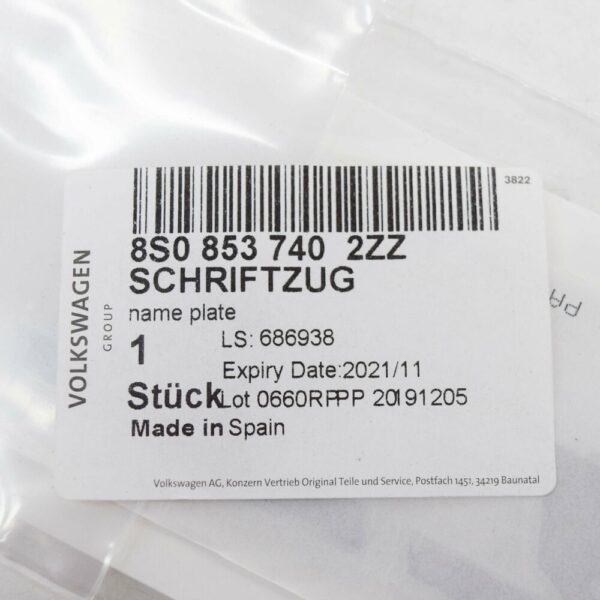 3822
8S0 853 740 2ZZ
SCHRIFTZUG
name plate
1
LS: 686938
Expiry Date:2021/11
Stück
Lot 0660RPPP 20191205
Made in Spain
VOLKSWAGEN
GROUP
Volkswagen AG, Konzern Vertrieb Original Teile und Service, Postfach 1451, 34219 Baunatal